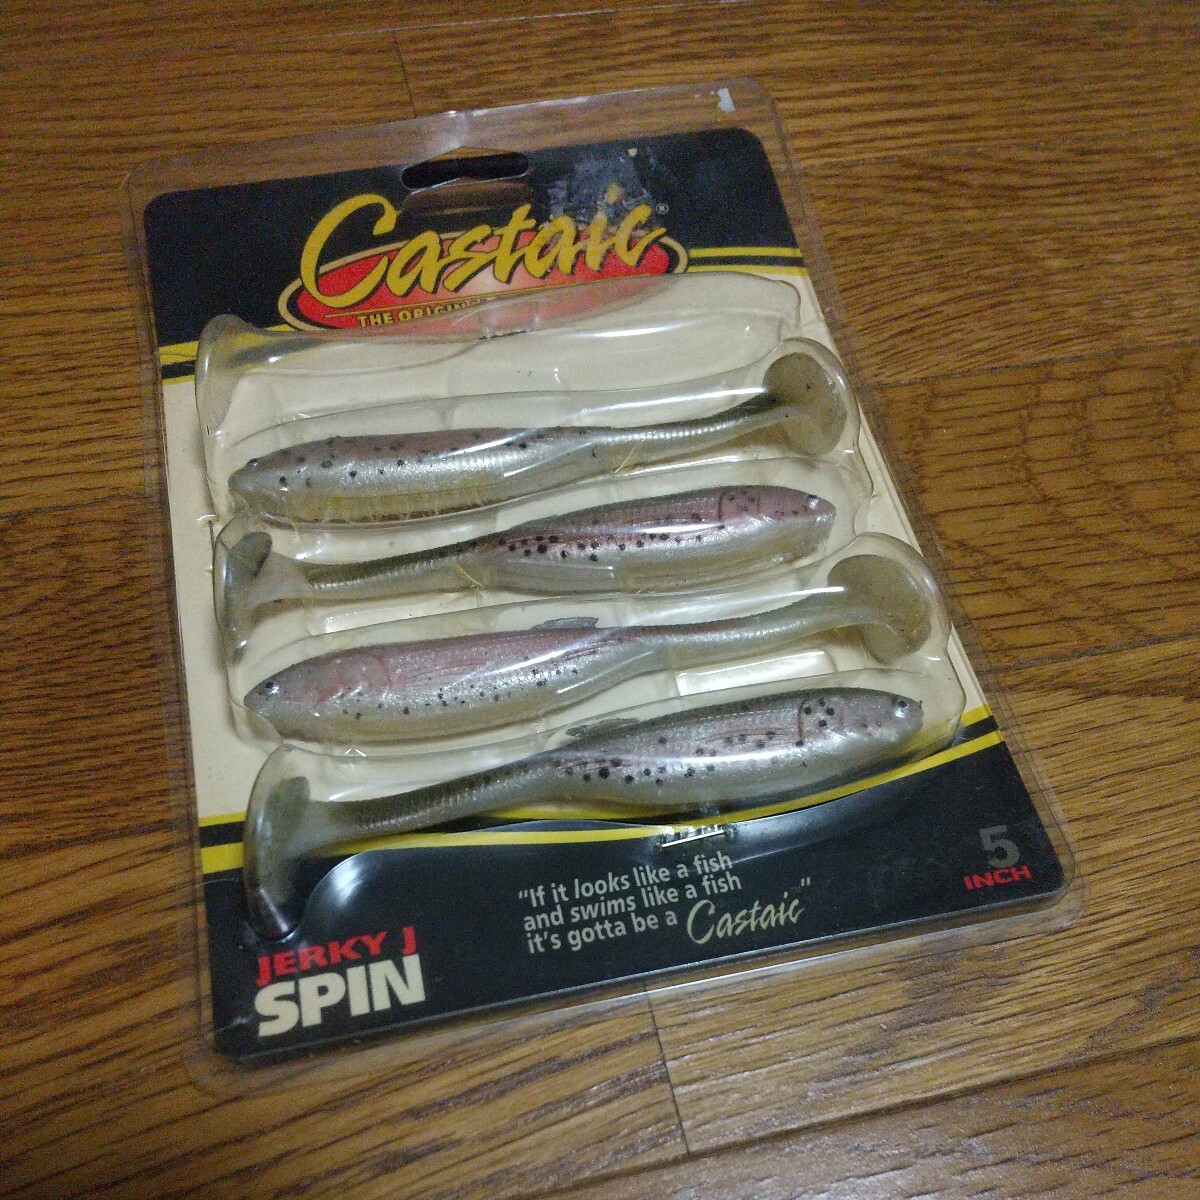 Castaic®
THE ORIGINAL
"If it looks like a fish
and swims like a fish
it's gotta be a Castaic"
5
INCH
JERKY J
SPIN